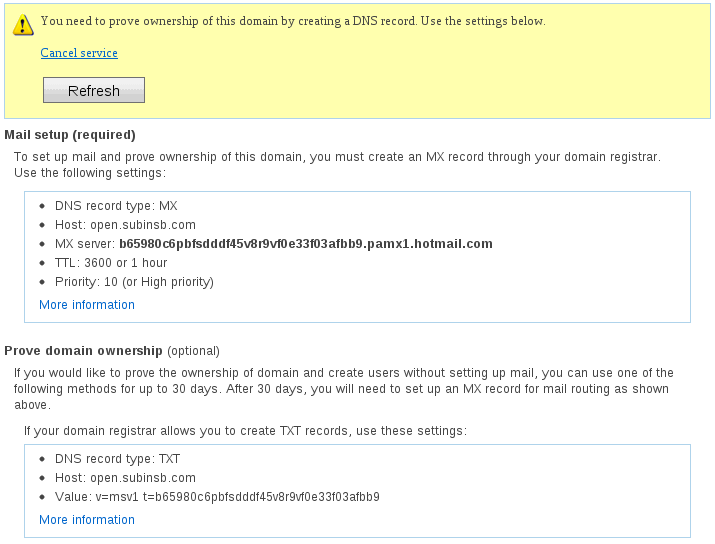 You need to prove ownership of this domain by creating a DNS record. Use the settings below.
Cancel service
Refresh
Mail setup (required)
To set up mail and prove ownership of this domain, you must create an MX record through your domain registrar.
Use the following settings:
• DNS record type: MX
• Host: open.subinsb.com
• MX server: b65980c6pbfsdddf45v8r9vf0e33f03afbb9.pamx1.hotmail.com
• TTL: 3600 or 1 hour
• Priority: 10 (or High priority)
More information
Prove domain ownership (optional)
If you would like to prove the ownership of domain and create users without setting up mail, you can use one of the
following methods for up to 30 days. After 30 days, you will need to set up an MX record for mail routing as shown
above.
If your domain registrar allows you to create TXT records, use these settings:
• DNS record type: TXT
• Host: open.subinsb.com
• Value: v=msv1 t=b65980c6pbfsdddf45v8r9vf0e33f03afbb9
More information